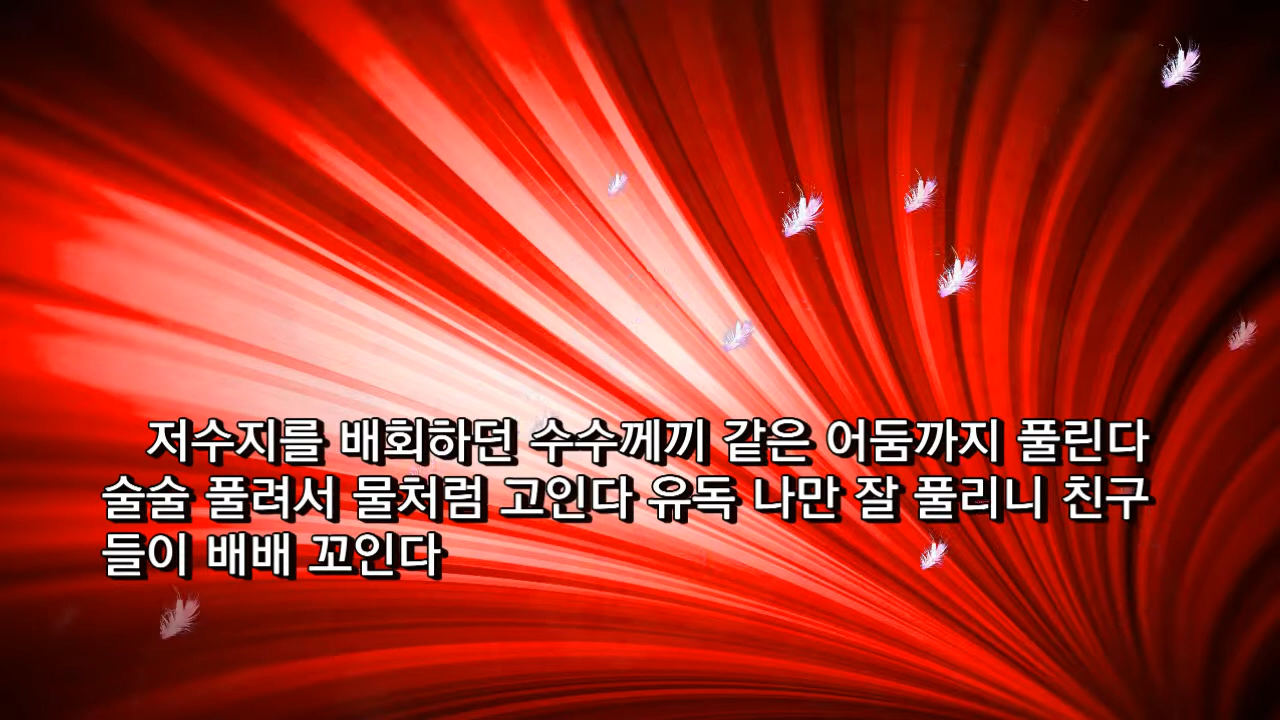 저수지를 배회하던 수수께끼 같은 어둠까지 풀린다
술술 풀려서 물처럼 고인다 유독 나만 잘 풀리니 친구
들이 배배 꼬인다